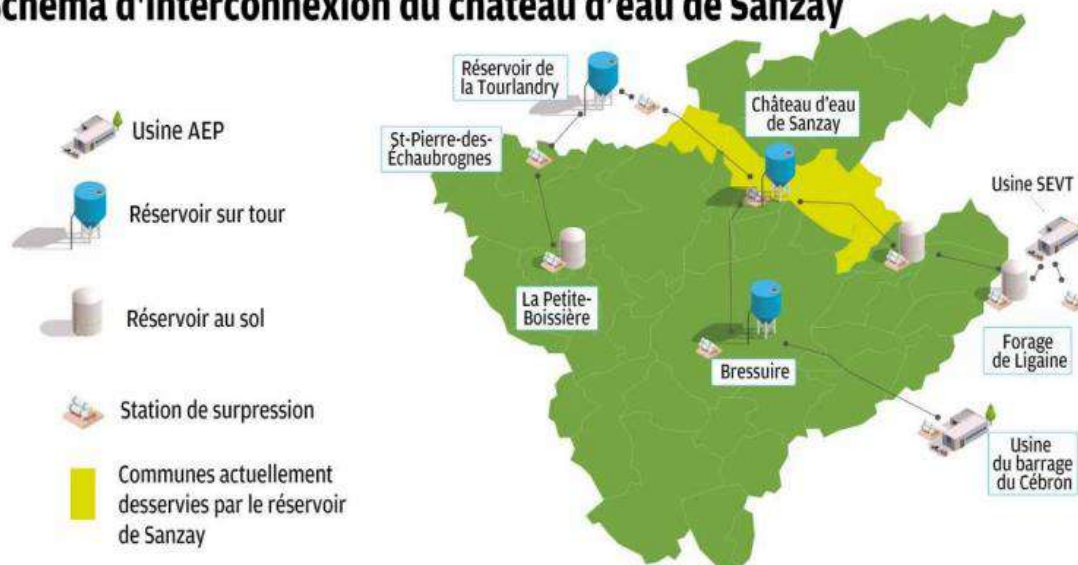 Schéma d'interconnexion du château d'eau de Sanzay
Usine AEP
Réservoir sur tour
Réservoir au sol
Station de surpression
Communes actuellement
desservies par le réservoir
de Sanzay
Réservoir de
la Tourlandry
St-Pierre-des-
Échaubrognes
Château d'eau
de Sanzay
Usine SEVT
La Petite-
Boissière
Bressuire
Forage
de Ligaine
Usine
du barrage
du Cébron